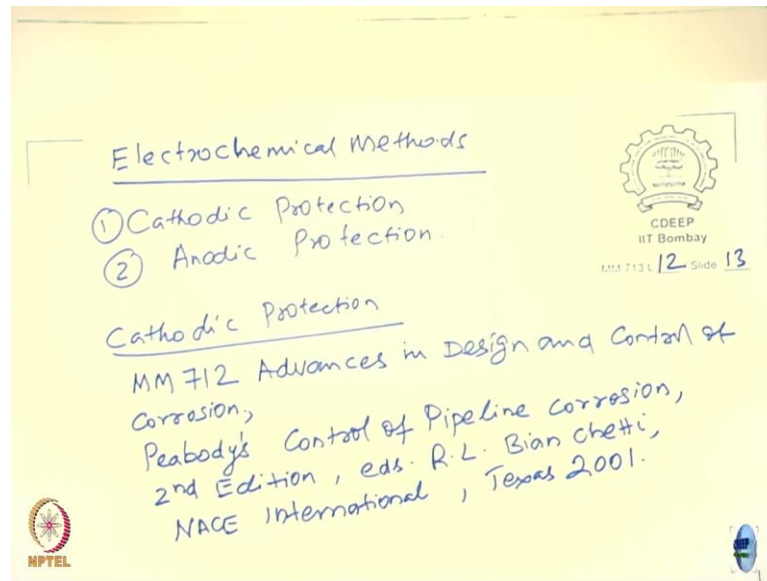 Electrochemical Methods
① Cathodic Protection
② Anodic Protection.
CDEEP
IIT Bombay
MM 713 L 12 Slide 13
Cathodic Protection
MM 712 Advances in Design and Control of
Corrosion,
Peabody's Control of Pipeline Corrosion,
2nd Edition, eds. R.L. Bianchetti,
NACE International, Texas 2001.
NPTEL